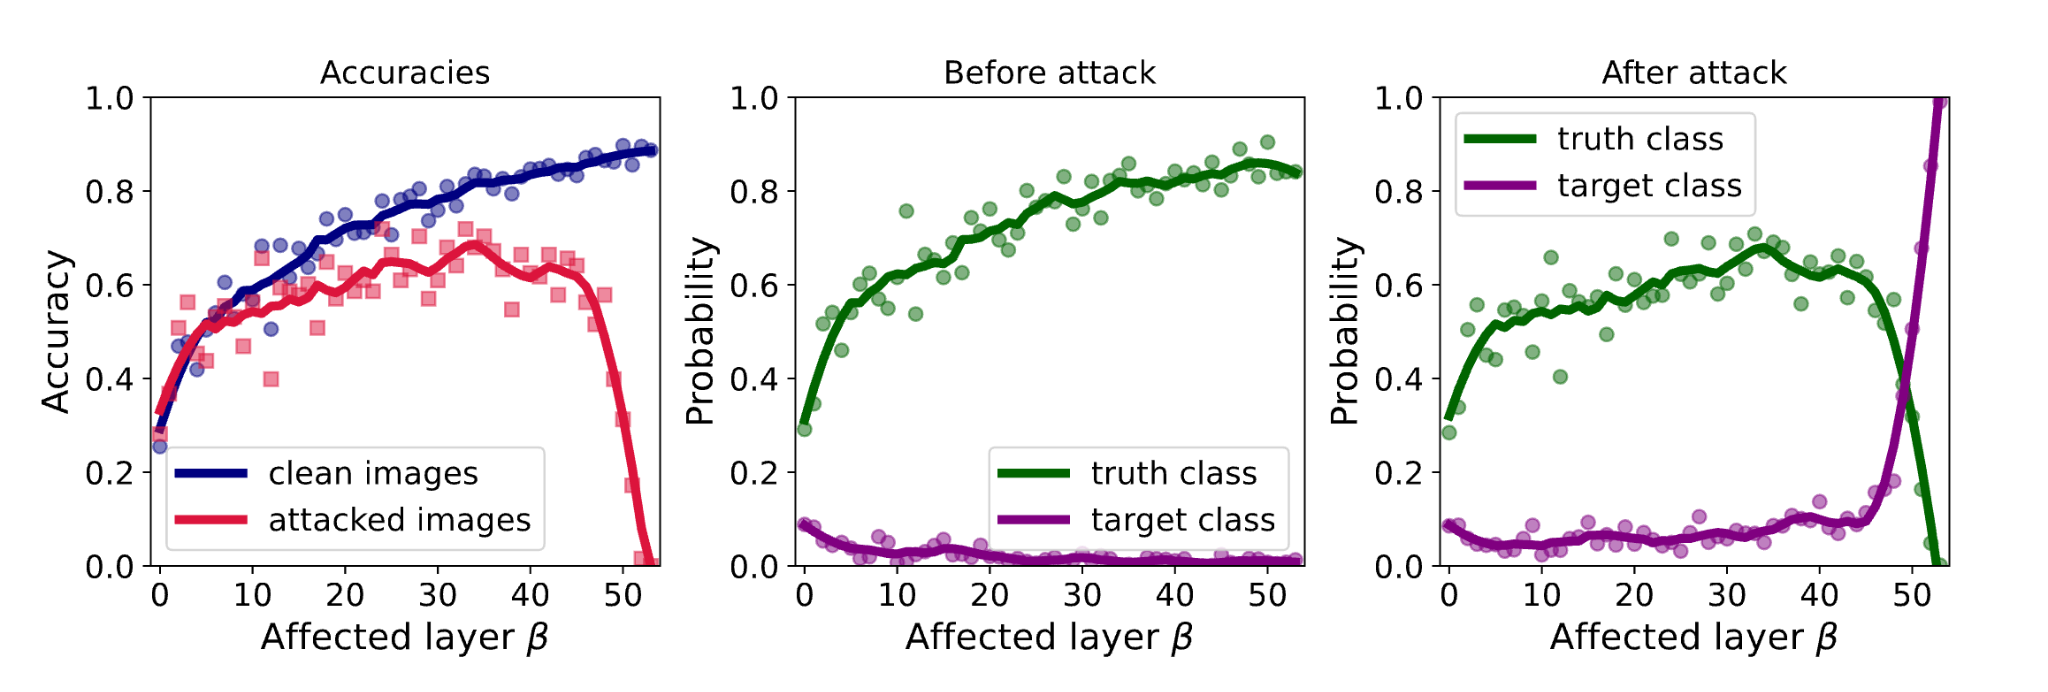 Accuracies
1.0
0.8
0.6
0.4
0.2
0.0
Accuracy
clean images
attacked images
0 10 20 30 40 50
Affected layer β
Before attack
1.0
0.8
0.6
0.4
0.2
0.0
Probability
truth class
target class
0 10 20 30 40 50
Affected layer β
After attack
1.0
0.8
0.6
0.4
0.2
0.0
Probability
truth class
target class
0 10 20 30 40 50
Affected layer β